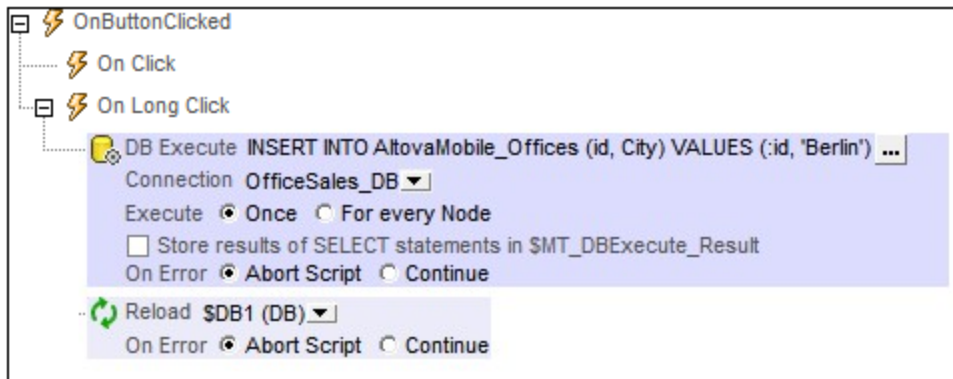 OnButtonClicked
On Click
On Long Click
DB Execute INSERT INTO AltovaMobile_Offices (id, City) VALUES (:id, 'Berlin') ...
Connection OfficeSales_DB
Execute Once For every Node
Store results of SELECT statements in $MT_DBExecute_Result
On Error Abort Script Continue
Reload $DB1 (DB)
On Error Abort Script Continue